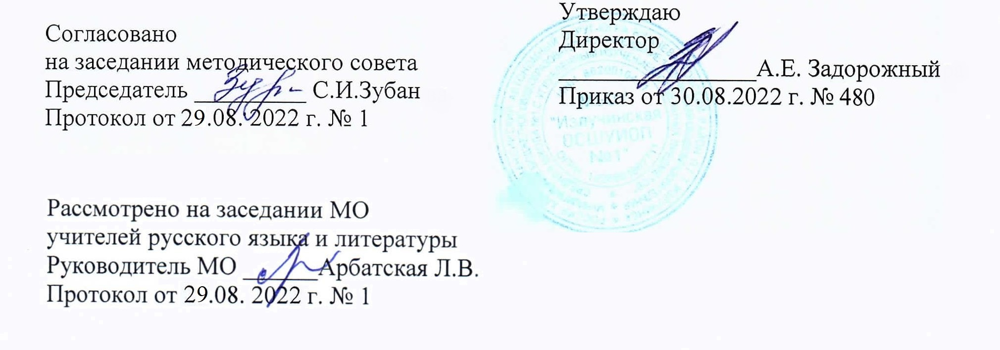 Согласовано
на заседании методического совета
Председатель __________ С.И.Зубан
Протокол от 29.08. 2022 г. № 1
Утверждаю
Директор
_________________А.Е. Задорожный
Приказ от 30.08.2022 г. № 480
"Излучинская
ОСШУИОП
№1"
Рассмотрено на заседании МО
учителей русского языка и литературы
Руководитель МО _______Арбатская Л.В.
Протокол от 29.08. 2022 г. № 1